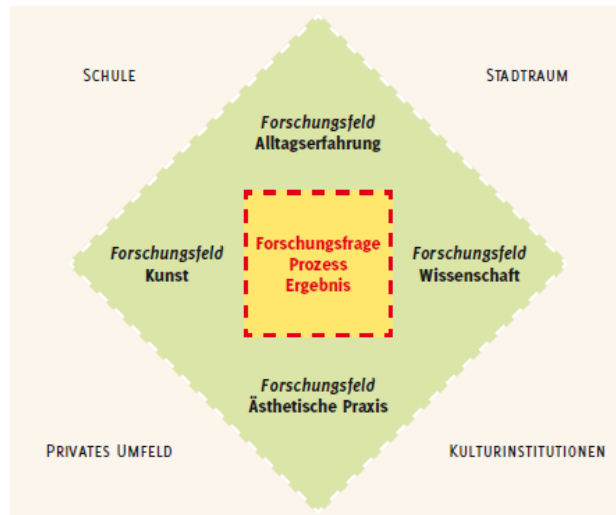 SCHULE
STADTRAUM
Forschungsfeld
Alltagserfahrung
Forschungsfeld
Kunst
Forschungsfrage
Prozess
Ergebnis
Forschungsfeld
Wissenschaft
Forschungsfeld
Ästhetische Praxis
PRIVATES UMFELD
KULTURINSTITUTIONEN